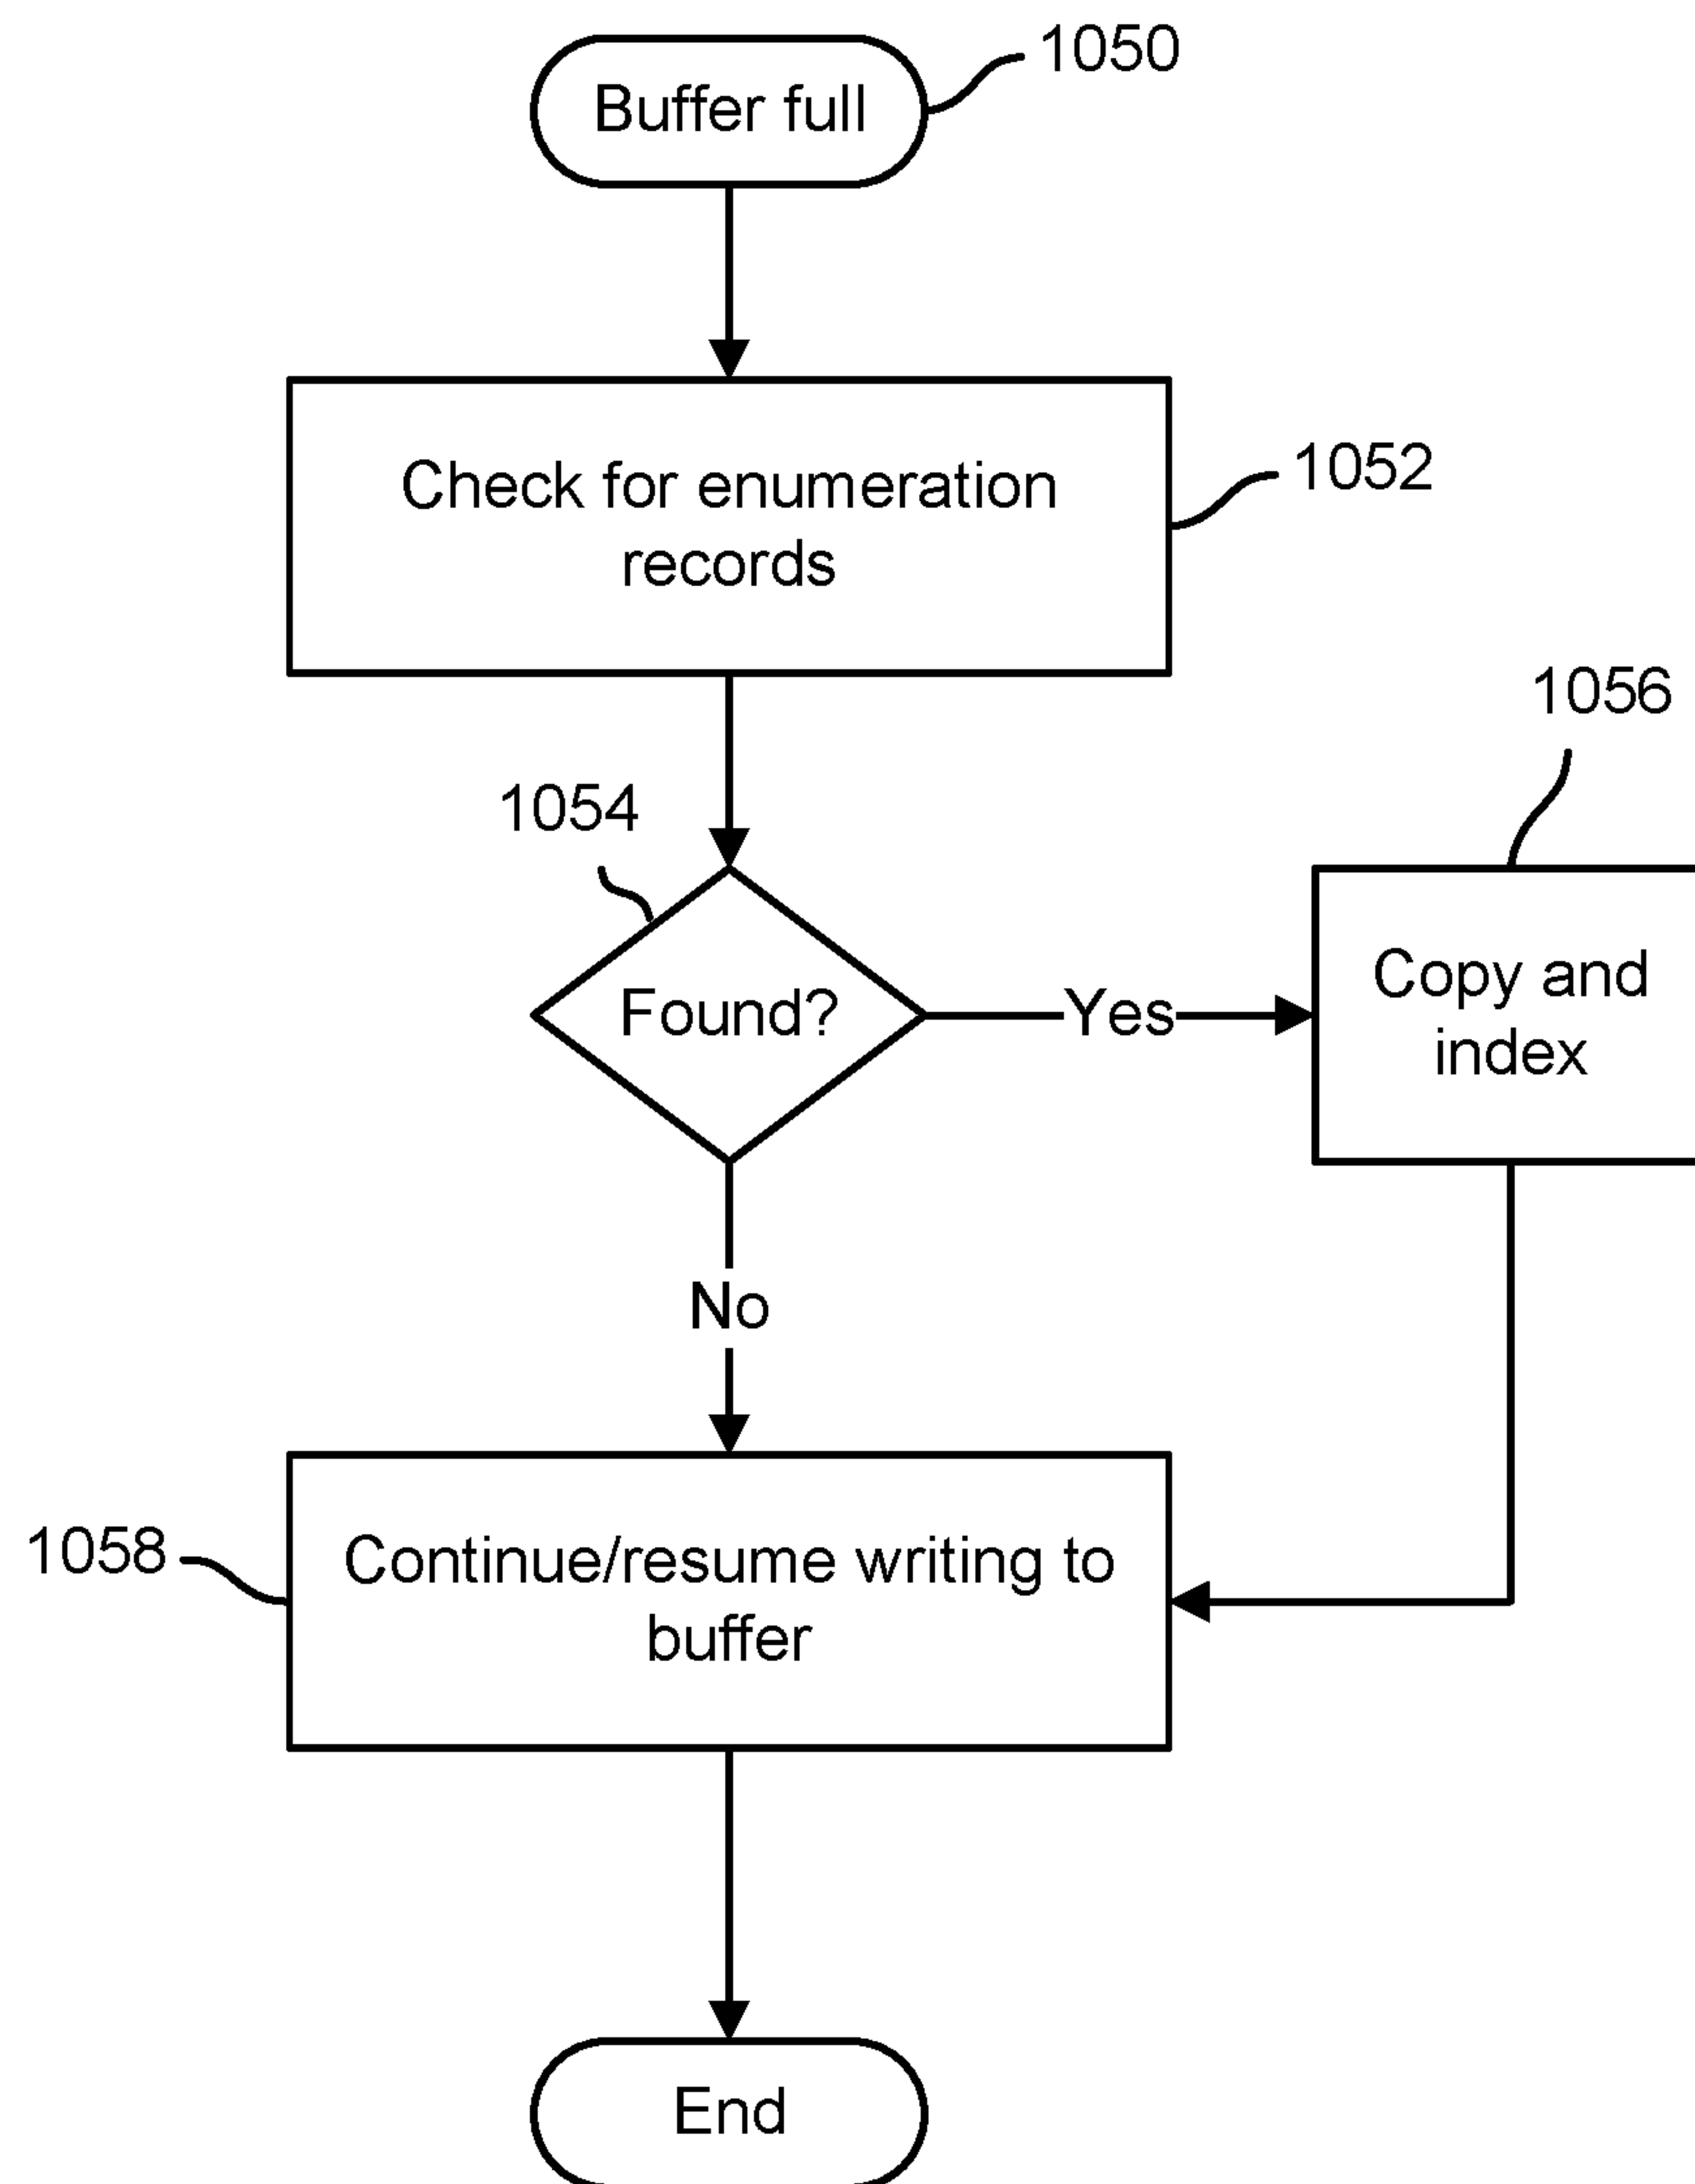 1050
Buffer full
1052
Check for enumeration
records
1056
1054
Copy and
index
Found?
Yes
No
1058
Continue/resume writing to
buffer
End